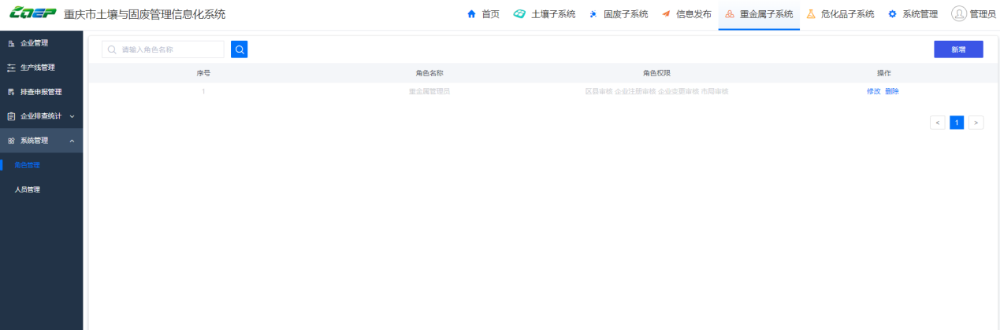 CAEP 重庆市土壤与固废管理信息化系统 首页 土壤子系统 固废子系统 信息发布 重金属子系统 危化品子系统 系统管理 管理员
企业管理
请输入角色名称 新增
生产线管理
序号 角色名称 角色权限 操作
排查申报管理
1 重金属管理员 区县审核 企业注册审核 企业变更审核 市局审核 修改 删除
企业排查统计
< 1 >
系统管理
角色管理
人员管理